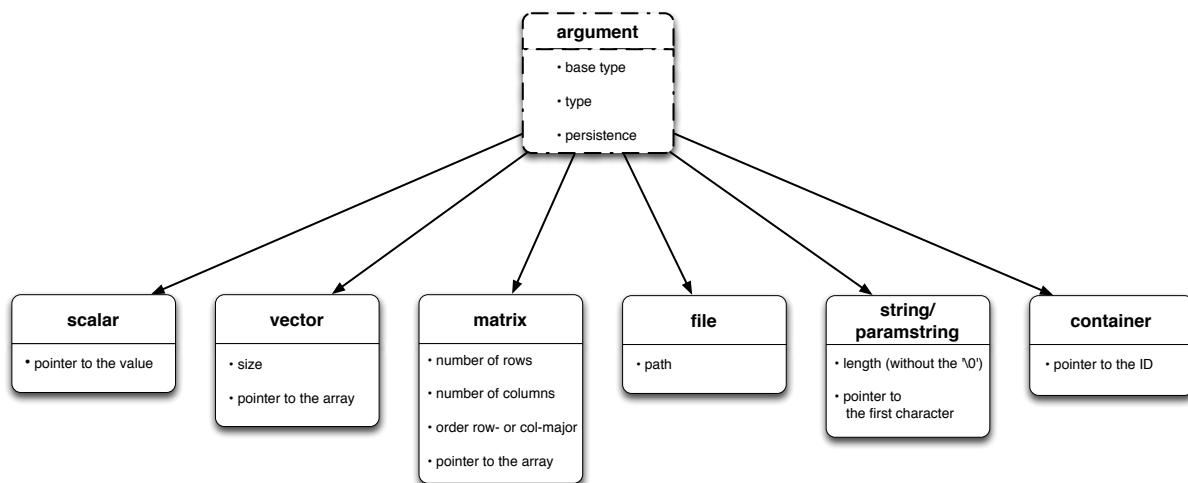 argument
• base type
• type
• persistence
scalar
• pointer to the value
vector
• size
• pointer to the array
matrix
• number of rows
• number of columns
• order row- or col-major
• pointer to the array
file
• path
string/
paramstring
• length (without the '\0')
• pointer to
the first character
container
• pointer to the ID